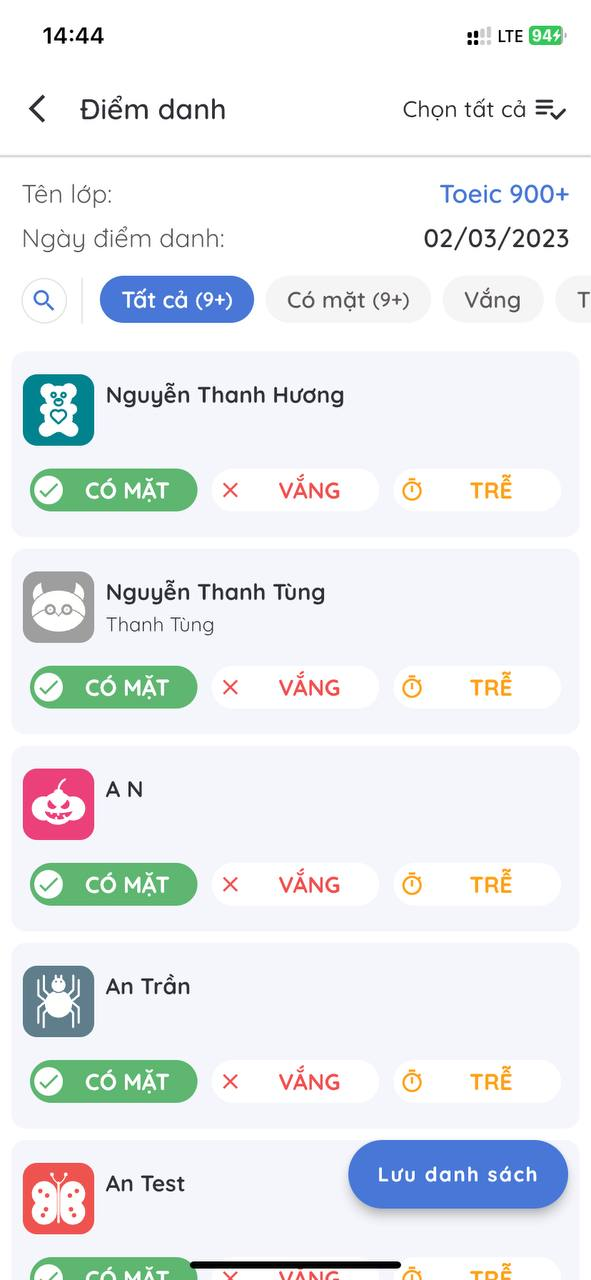 14:44 LTE 94
Điểm danh Chọn tất cả
Tên lớp: Toeic 900+
Ngày điểm danh: 02/03/2023
Tất cả (9+) Có mặt (9+) Vắng T
Nguyễn Thanh Hương
CÓ MẶT VẮNG TRỄ
Nguyễn Thanh Tùng
Thanh Tùng
CÓ MẶT VẮNG TRỄ
A N
CÓ MẶT VẮNG TRỄ
An Trần
CÓ MẶT VẮNG TRỄ
An Test
Lưu danh sách
CÓ MẶT VẮNG TRỄ